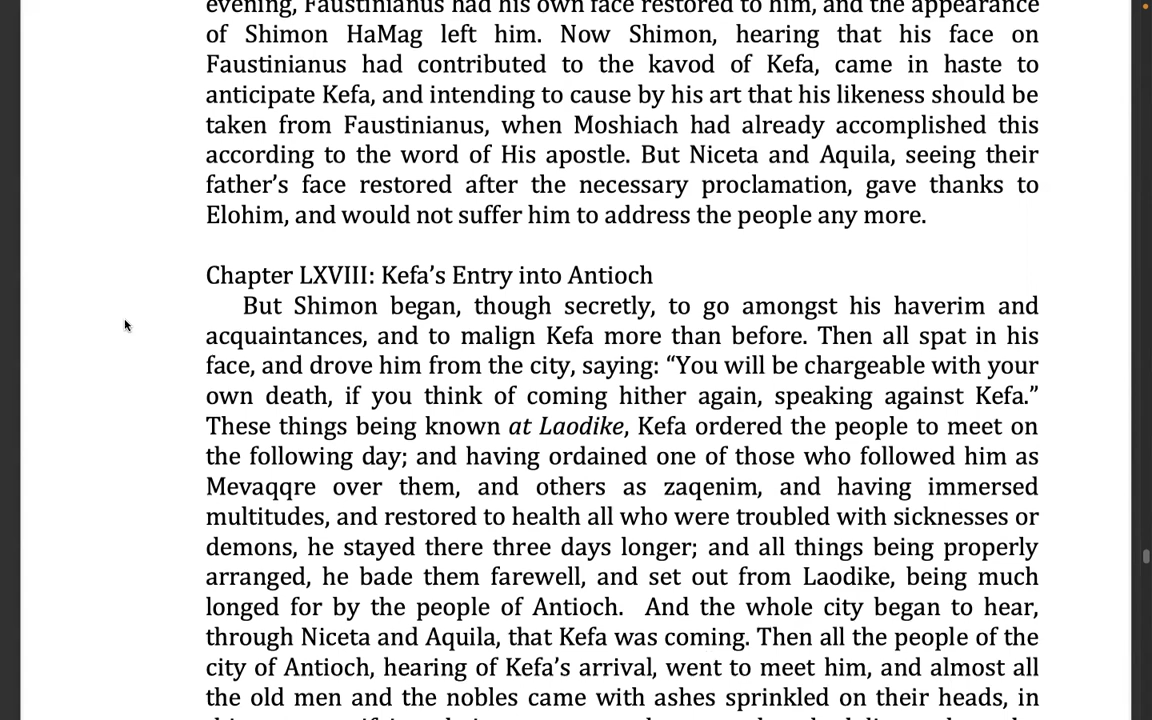 evening, Faustinianus had his own face restored to him, and the appearance
of Shimon HaMag left him. Now Shimon, hearing that his face on
Faustinianus had contributed to the kavod of Kefa, came in haste to
anticipate Kefa, and intending to cause by his art that his likeness should be
taken from Faustinianus, when Moshiach had already accomplished this
according to the word of His apostle. But Niceta and Aquila, seeing their
father’s face restored after the necessary proclamation, gave thanks to
Elohim, and would not suffer him to address the people any more.
Chapter LXVIII: Kefa’s Entry into Antioch
But Shimon began, though secretly, to go amongst his haverim and
acquaintances, and to malign Kefa more than before. Then all spat in his
face, and drove him from the city, saying: “You will be chargeable with your
own death, if you think of coming hither again, speaking against Kefa.”
These things being known at Laodike, Kefa ordered the people to meet on
the following day; and having ordained one of those who followed him as
Mevaqqre over them, and others as zaqenim, and having immersed
multitudes, and restored to health all who were troubled with sicknesses or
demons, he stayed there three days longer; and all things being properly
arranged, he bade them farewell, and set out from Laodike, being much
longed for by the people of Antioch. And the whole city began to hear,
through Niceta and Aquila, that Kefa was coming. Then all the people of the
city of Antioch, hearing of Kefa’s arrival, went to meet him, and almost all
the old men and the nobles came with ashes sprinkled on their heads, in